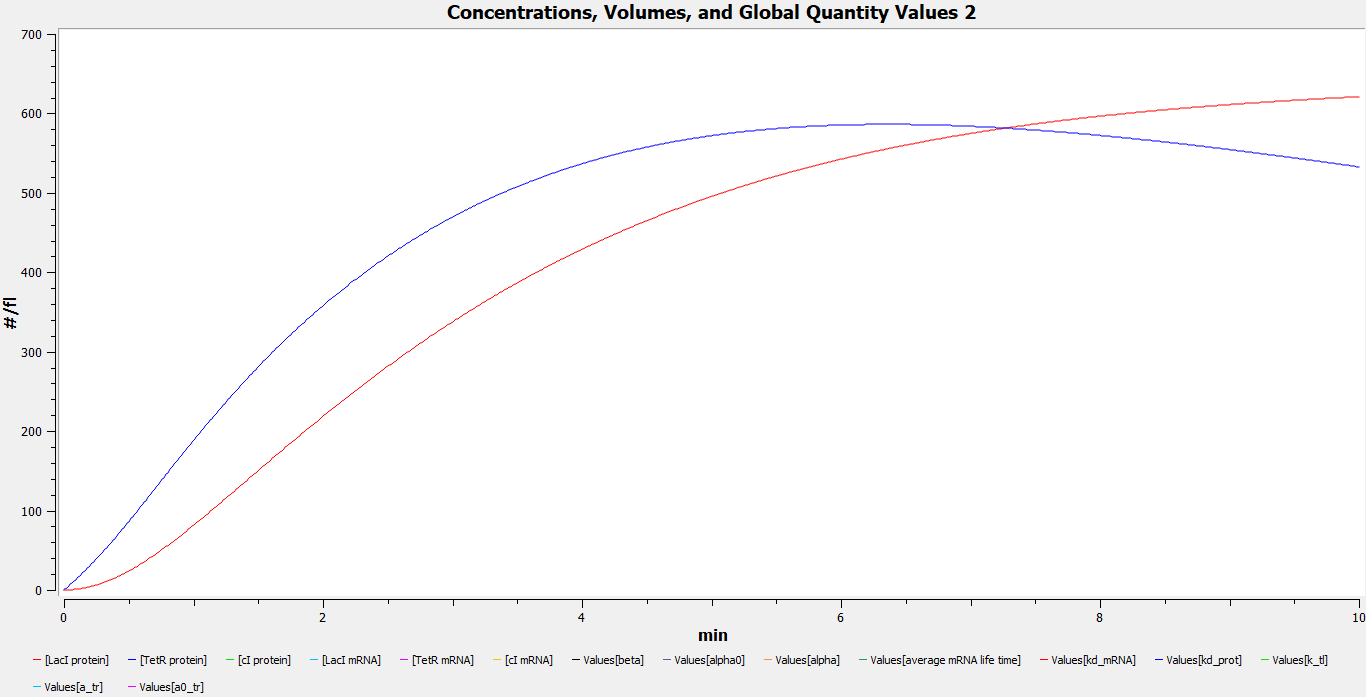 Concentrations, Volumes, and Global Quantity Values 2
700
600
500
400
300
200
100
0
#/fl
0 2 4 6 8 10
min
[LacI protein] [TetR protein] [cI protein] [LacI mRNA] [TetR mRNA] [cI mRNA] Values[beta] Values[alpha0] Values[alpha] Values[average mRNA life time] Values[kd_mRNA] Values[kd_prot] Values[k_tl]
Values[a_tr] Values[a0_tr]